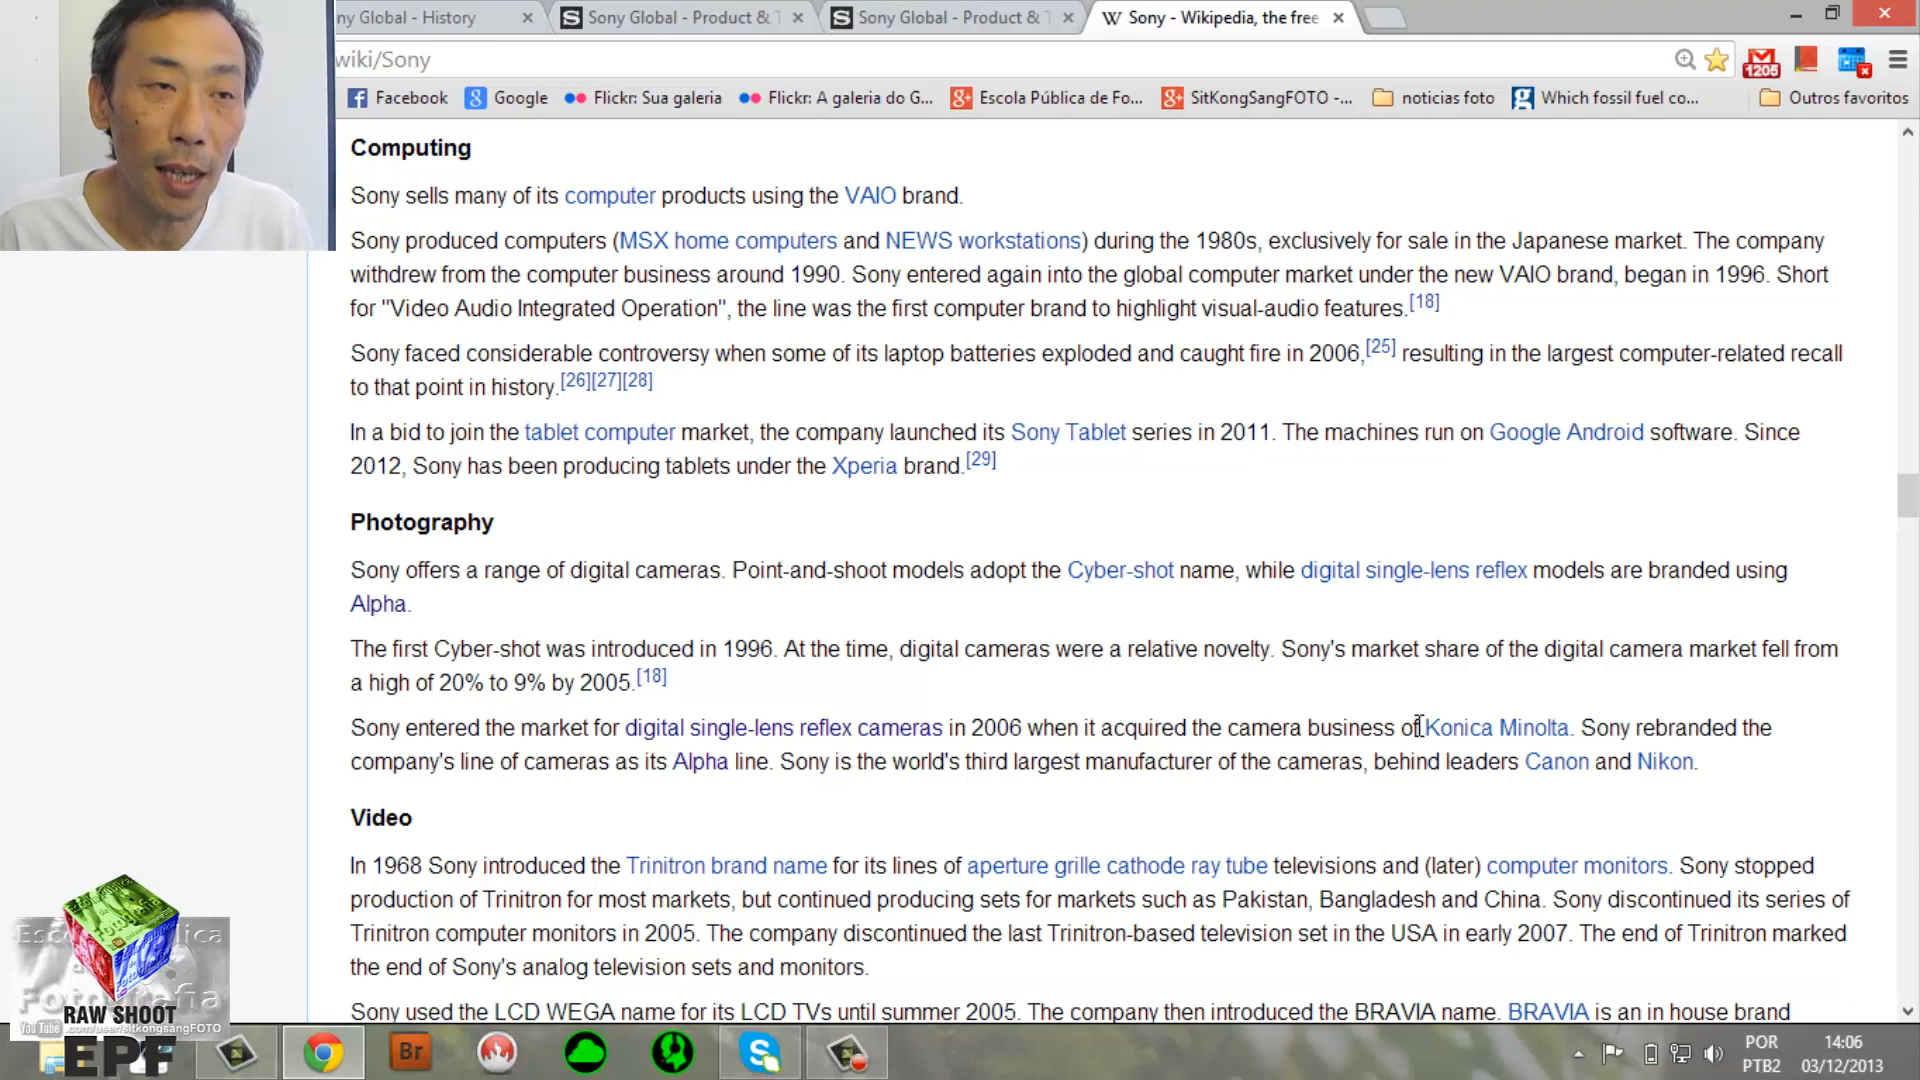 ny Global - History
Sony Global - Product & T
Sony Global - Product & T
Sony - Wikipedia, the free
wiki/Sony
1205
Facebook
Google
Flickr: Sua galeria
Flickr: A galeria do G...
Escola Pública de Fo...
SitKongSangFOTO -...
noticias foto
Which fossil fuel co...
Outros favoritos
Computing
Sony sells many of its computer products using the VAIO brand.
Sony produced computers (MSX home computers and NEWS workstations) during the 1980s, exclusively for sale in the Japanese market. The company
withdrew from the computer business around 1990. Sony entered again into the global computer market under the new VAIO brand, began in 1996. Short
for "Video Audio Integrated Operation", the line was the first computer brand to highlight visual-audio features.[18]
Sony faced considerable controversy when some of its laptop batteries exploded and caught fire in 2006,[25] resulting in the largest computer-related recall
to that point in history.[26][27][28]
In a bid to join the tablet computer market, the company launched its Sony Tablet series in 2011. The machines run on Google Android software. Since
2012, Sony has been producing tablets under the Xperia brand.[29]
Photography
Sony offers a range of digital cameras. Point-and-shoot models adopt the Cyber-shot name, while digital single-lens reflex models are branded using
Alpha.
The first Cyber-shot was introduced in 1996. At the time, digital cameras were a relative novelty. Sony's market share of the digital camera market fell from
a high of 20% to 9% by 2005.[18]
Sony entered the market for digital single-lens reflex cameras in 2006 when it acquired the camera business of Konica Minolta. Sony rebranded the
company's line of cameras as its Alpha line. Sony is the world's third largest manufacturer of the cameras, behind leaders Canon and Nikon.
Video
In 1968 Sony introduced the Trinitron brand name for its lines of aperture grille cathode ray tube televisions and (later) computer monitors. Sony stopped
production of Trinitron for most markets, but continued producing sets for markets such as Pakistan, Bangladesh and China. Sony discontinued its series of
Trinitron computer monitors in 2005. The company discontinued the last Trinitron-based television set in the USA in early 2007. The end of Trinitron marked
the end of Sony's analog television sets and monitors.
Sony used the LCD WEGA name for its LCD TVs until summer 2005. The company then introduced the BRAVIA name. BRAVIA is an in house brand
Fotografia
RAW SHOOT
You Tube .com/user/sitkongsangFOTO
EPF
Br
POR
PTB2
14:06
03/12/2013